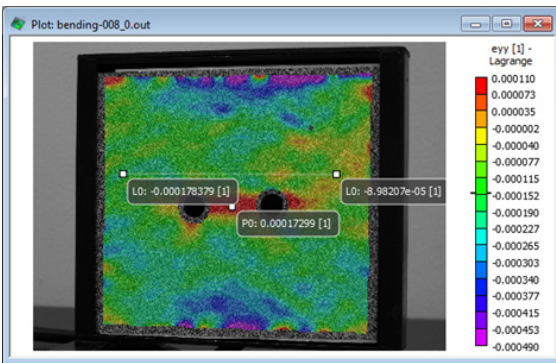 Plot: bending-008_0.out
eyy [1] -
Lagrange
0.000110
0.000073
0.000035
-0.000002
-0.000040
-0.000077
-0.000115
-0.000152
-0.000190
-0.000227
-0.000265
-0.000303
-0.000340
-0.000377
-0.000415
-0.000453
-0.000490
L0: -0.000178379 [1]
L0: -8.98207e-05 [1]
P0: 0.00017299 [1]